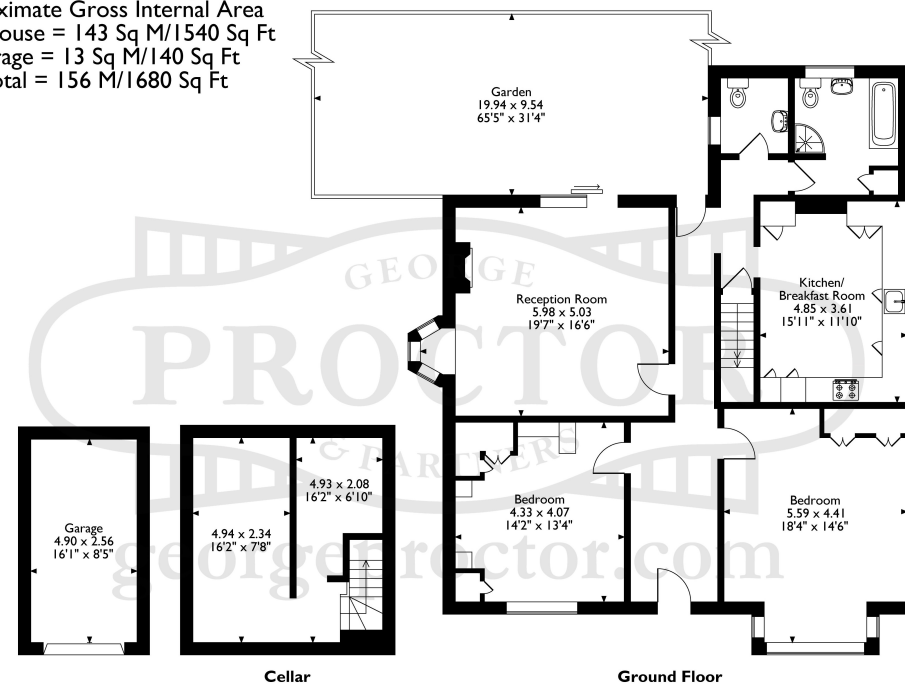 ximate Gross Internal Area
ouse = 143 Sq M/1540 Sq Ft
rage = 13 Sq M/140 Sq Ft
otal = 156 M/1680 Sq Ft
Garden
19.94 x 9.54
65'5" x 31'4"
GEORGE
PROCTOR
& PARTNERS
georgeproctor.com
Reception Room
5.98 x 5.03
19'7" x 16'6"
Kitchen/
Breakfast Room
4.85 x 3.61
15'11" x 11'10"
Garage
4.90 x 2.56
16'1" x 8'5"
4.94 x 2.34
16'2" x 7'8"
4.93 x 2.08
16'2" x 6'10"
Bedroom
4.33 x 4.07
14'2" x 13'4"
Bedroom
5.59 x 4.41
18'4" x 14'6"
Cellar
Ground Floor